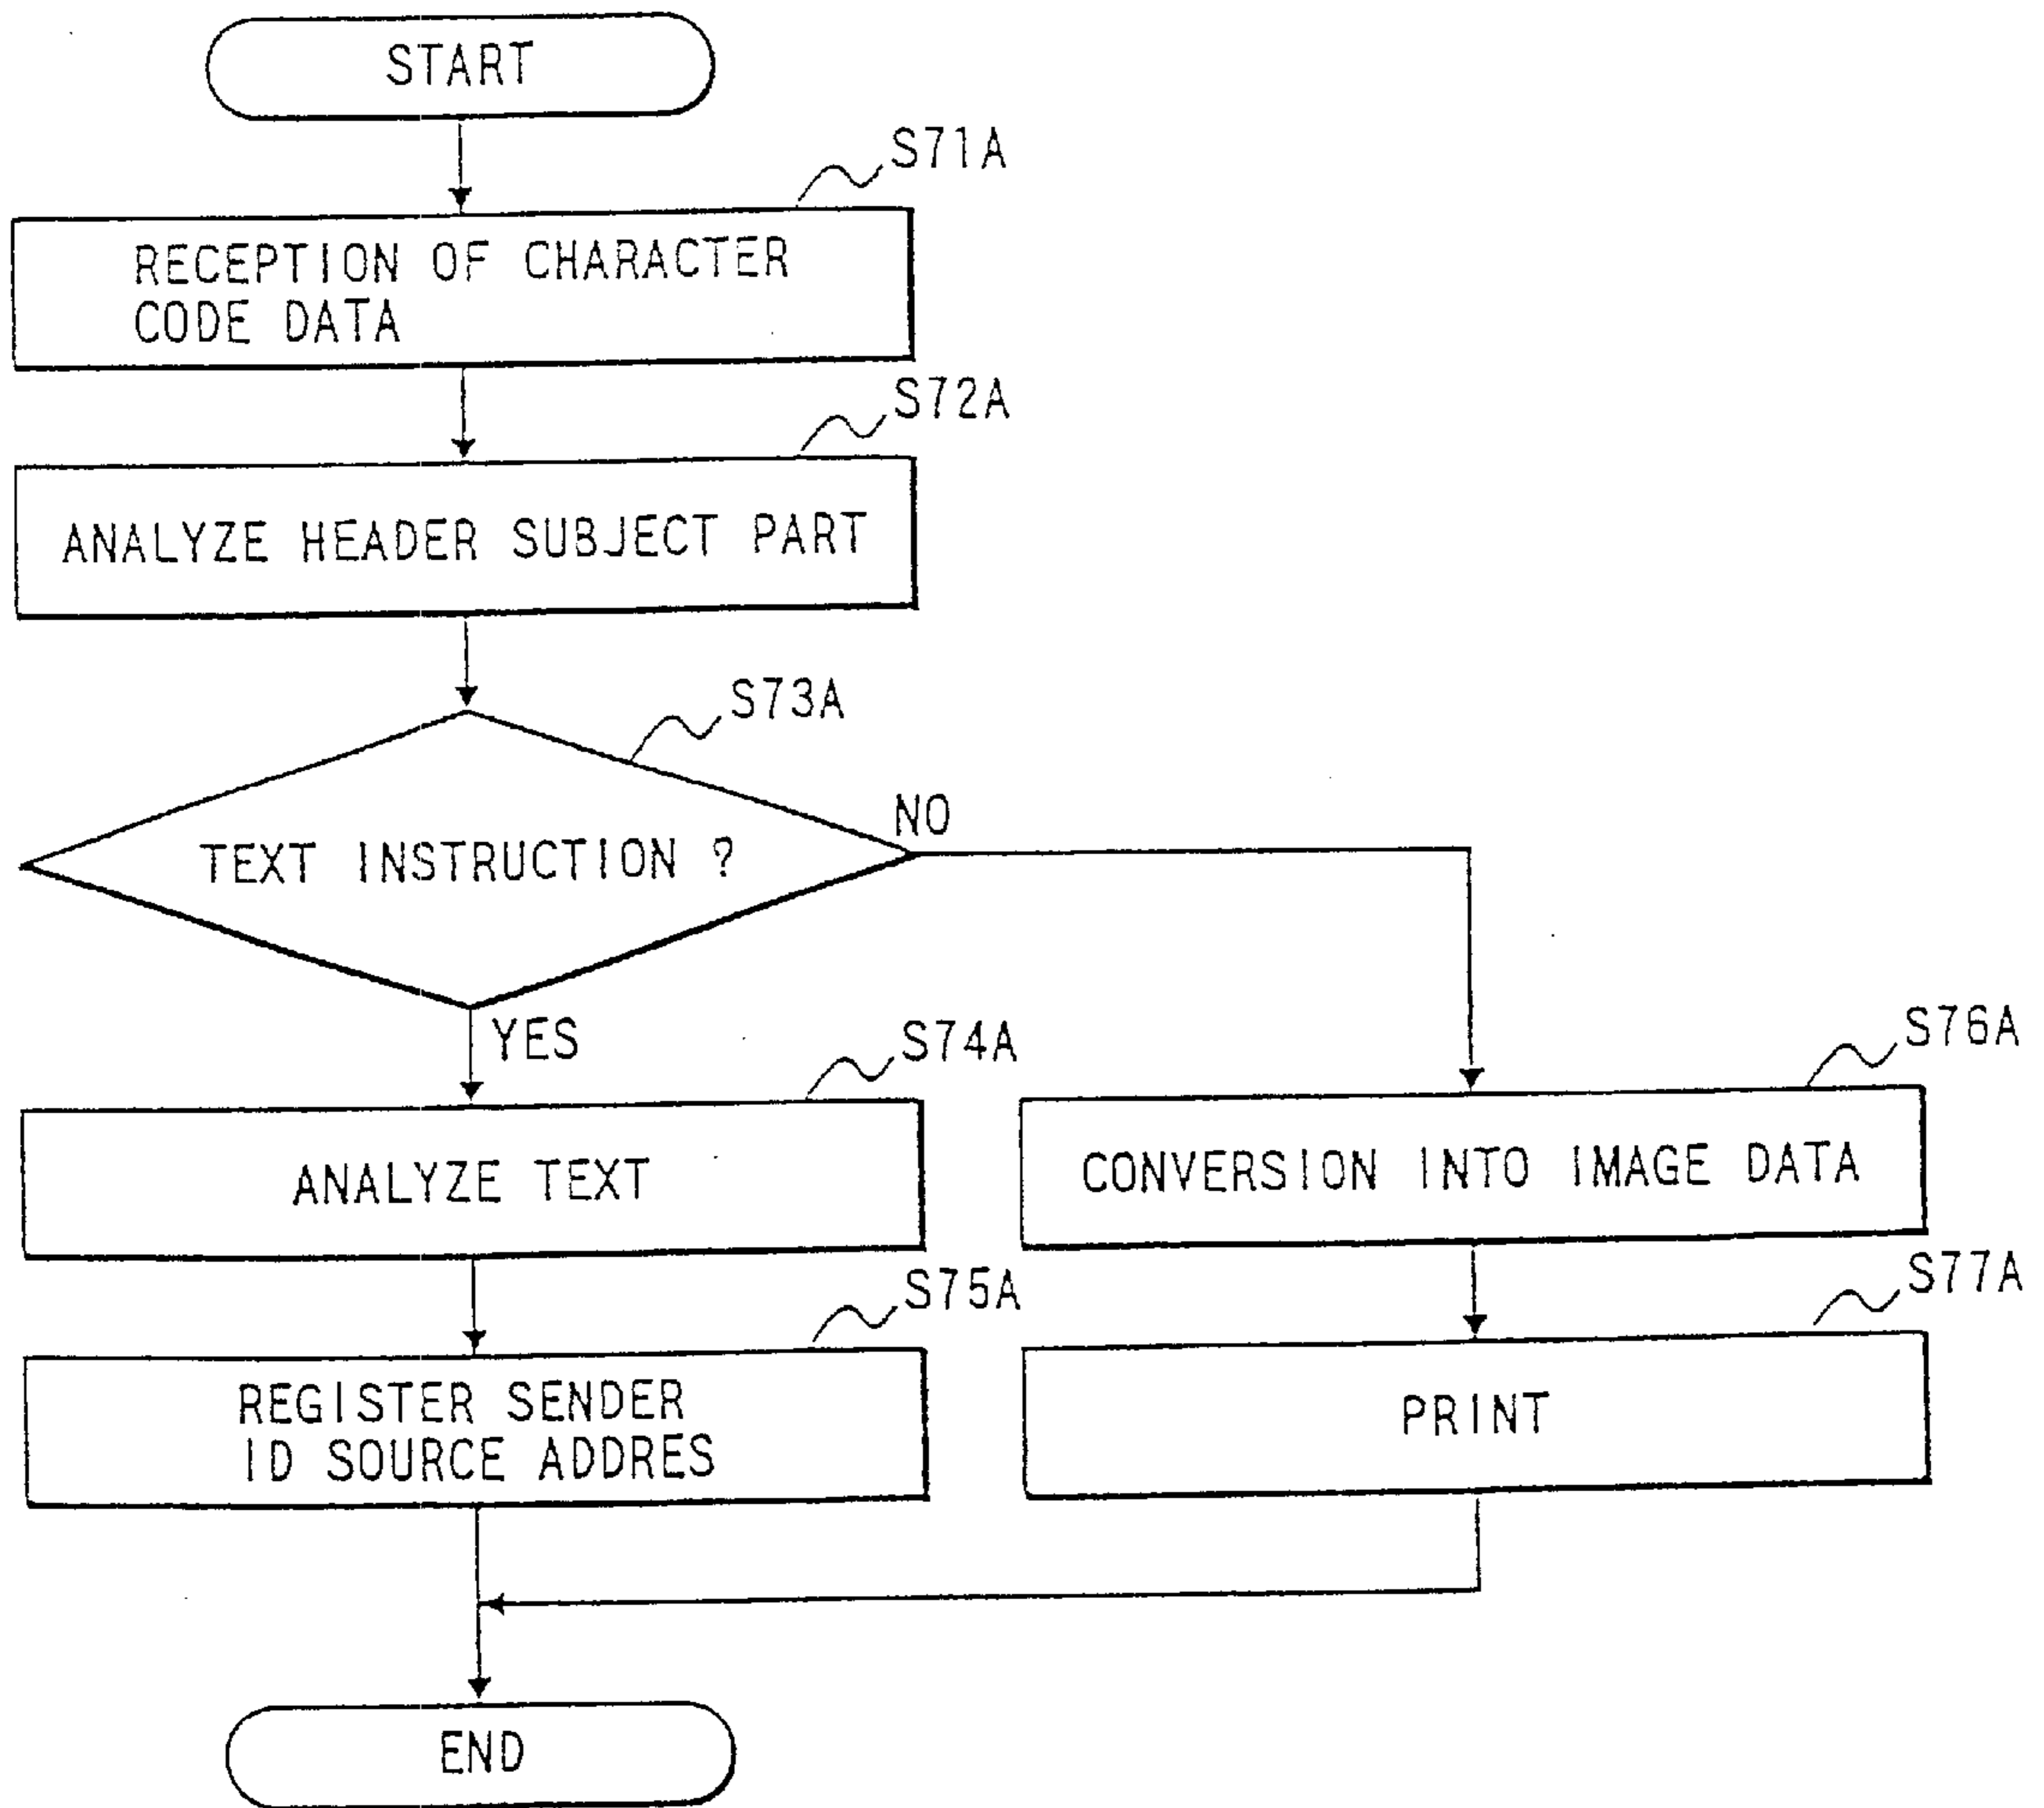 START
S71A
RECEPTION OF CHARACTER
CODE DATA
S72A
ANALYZE HEADER SUBJECT PART
S73A
TEXT INSTRUCTION ?
NO
YES
S74A
ANALYZE TEXT
S76A
CONVERSION INTO IMAGE DATA
S75A
REGISTER SENDER
ID SOURCE ADDRES
S77A
PRINT
END